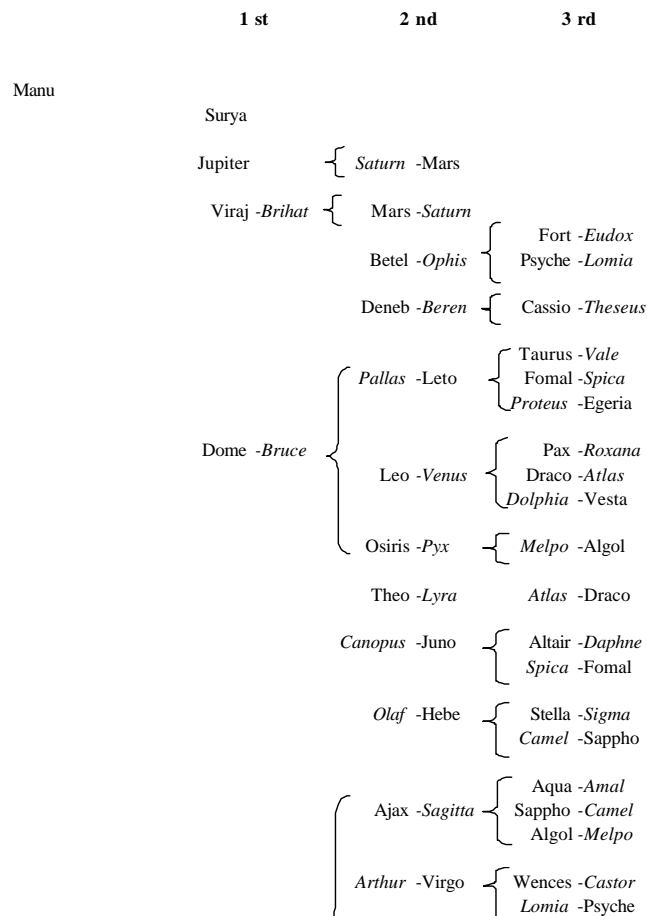 1 st 2 nd 3 rd
Manu
Surya
Jupiter Saturn -Mars
Viraj -Brihat Mars -Saturn
Fort -Eudox
Betel -Ophis Psyche -Lomia
Deneb -Beren Cassio -Theseus
Taurus -Vale
Pallas -Leto Fomal -Spica
Proteus -Egeria
Pax -Roxana
Dome -Bruce Leo -Venus Draco -Atlas
Dolphia -Vesta
Osiris -Pyx Melpo -Algol
Theo -Lyra Atlas -Draco
Canopus -Juno Altair -Daphne
Spica -Fomal
Olaf -Hebe Stella -Sigma
Camel -Sappho
Aqua -Amal
Ajax -Sagitta Sappho -Camel
Algol -Melpo
Arthur -Virgo Wences -Castor
Lomia -Psyche